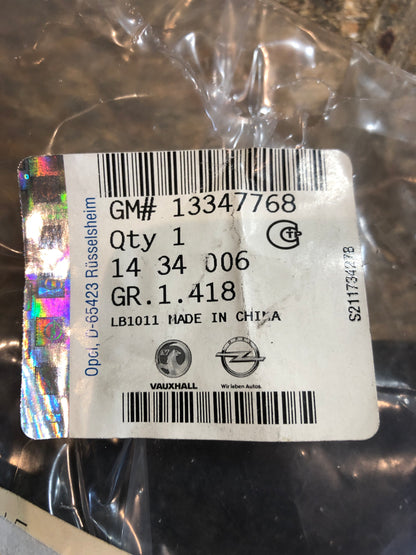 Opel, D-65423 Rüsselsheim
GM# 13347768
Qty 1
14 34 006
GR.1.418
LB1011 MADE IN CHINA
VAUXHALL
Wir leben Autos.
S211734278